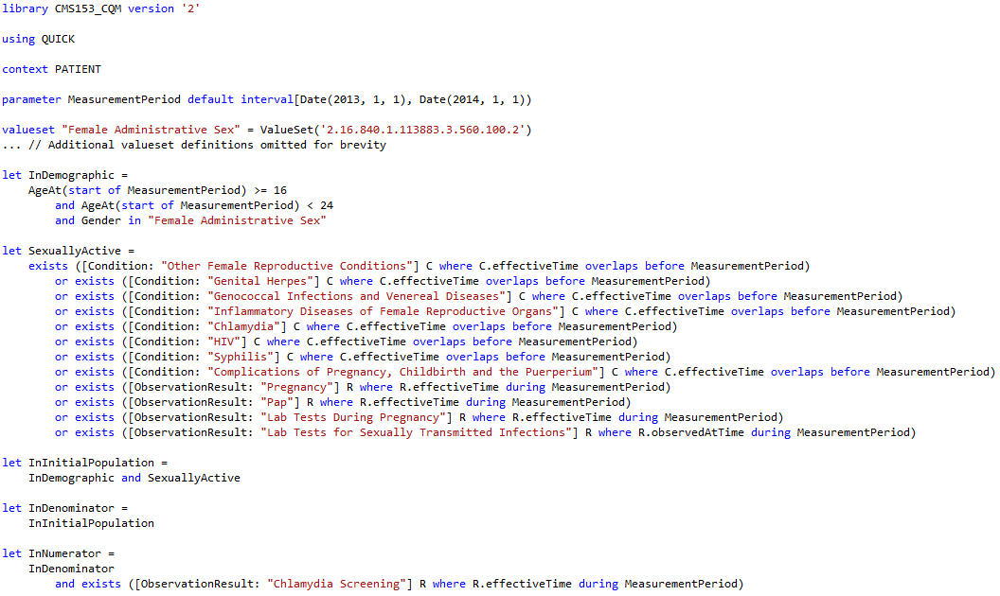 library CMS153_CQM version '2'
using QUICK
context PATIENT
parameter MeasurementPeriod default interval[Date(2013, 1, 1), Date(2014, 1, 1))
valueset "Female Administrative Sex" = ValueSet('2.16.840.1.113883.3.560.100.2')
... // Additional valueset definitions omitted for brevity
let InDemographic =
AgeAt(start of MeasurementPeriod) >= 16
and AgeAt(start of MeasurementPeriod) < 24
and Gender in "Female Administrative Sex"
let SexuallyActive =
exists ([Condition: "Other Female Reproductive Conditions"] C where C.effectiveTime overlaps before MeasurementPeriod)
or exists ([Condition: "Genital Herpes"] C where C.effectiveTime overlaps before MeasurementPeriod)
or exists ([Condition: "Genococcal Infections and Venereal Diseases"] C where C.effectiveTime overlaps before MeasurementPeriod)
or exists ([Condition: "Inflammatory Diseases of Female Reproductive Organs"] C where C.effectiveTime overlaps before MeasurementPeriod)
or exists ([Condition: "Chlamydia"] C where C.effectiveTime overlaps before MeasurementPeriod)
or exists ([Condition: "HIV"] C where C.effectiveTime overlaps before MeasurementPeriod)
or exists ([Condition: "Syphilis"] C where C.effectiveTime overlaps before MeasurementPeriod)
or exists ([Condition: "Complications of Pregnancy, Childbirth and the Puerperium"] C where C.effectiveTime overlaps before MeasurementPeriod)
or exists ([ObservationResult: "Pregnancy"] R where R.effectiveTime during MeasurementPeriod)
or exists ([ObservationResult: "Pap"] R where R.effectiveTime during MeasurementPeriod)
or exists ([ObservationResult: "Lab Tests During Pregnancy"] R where R.effectiveTime during MeasurementPeriod)
or exists ([ObservationResult: "Lab Tests for Sexually Transmitted Infections"] R where R.observedAtTime during MeasurementPeriod)
let InInitialPopulation =
InDemographic and SexuallyActive
let InDenominator =
InInitialPopulation
let InNumerator =
InDenominator
and exists ([ObservationResult: "Chlamydia Screening"] R where R.effectiveTime during MeasurementPeriod)